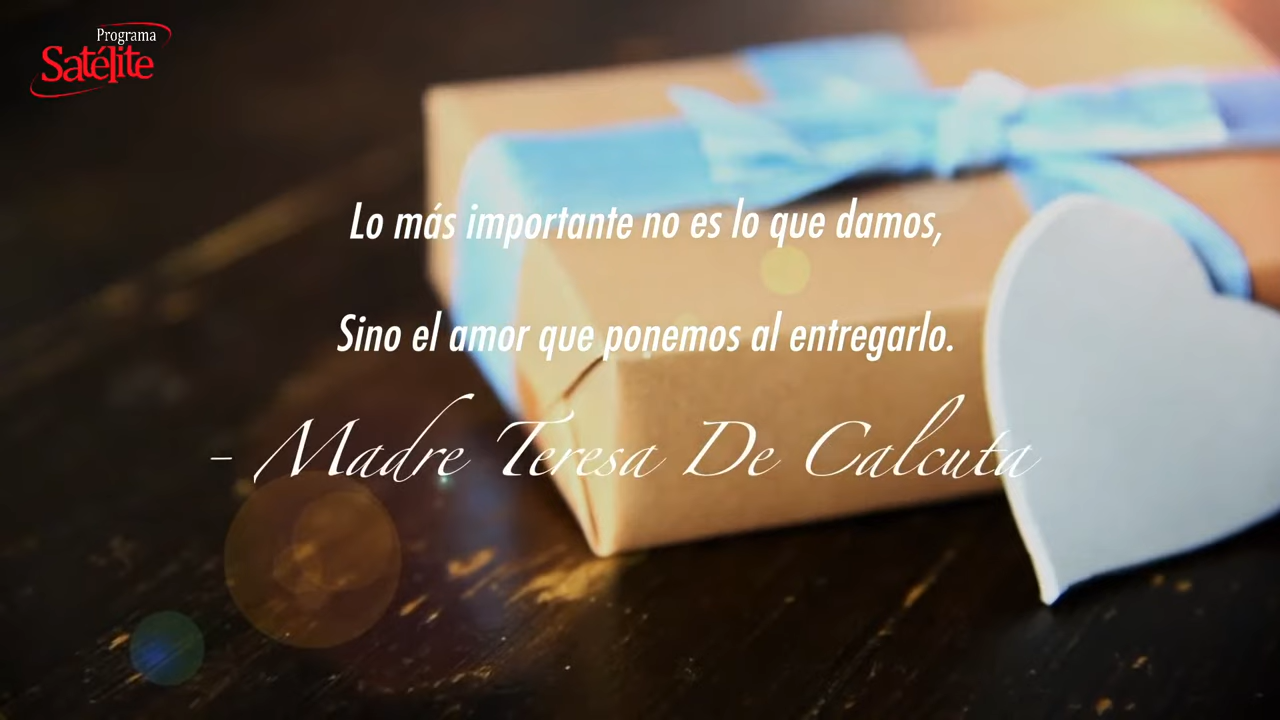 Programa
Satélite
Lo más importante no es lo que damos,
Sino el amor que ponemos al entregarlo.
- Madre Teresa De Calcuta